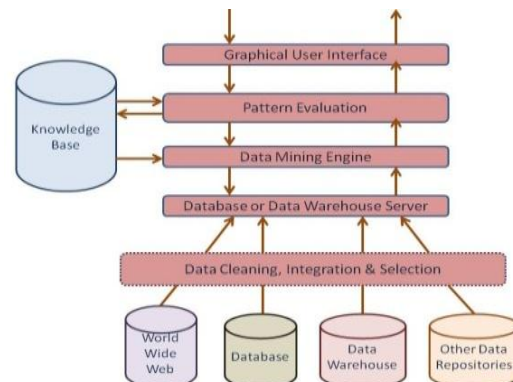 Graphical User Interface
Pattern Evaluation
Knowledge
Base
Data Mining Engine
Database or Data Warehouse Server
Data Cleaning, Integration & Selection
World
Wide
Web
Database
Data
Warehouse
Other Data
Repositories